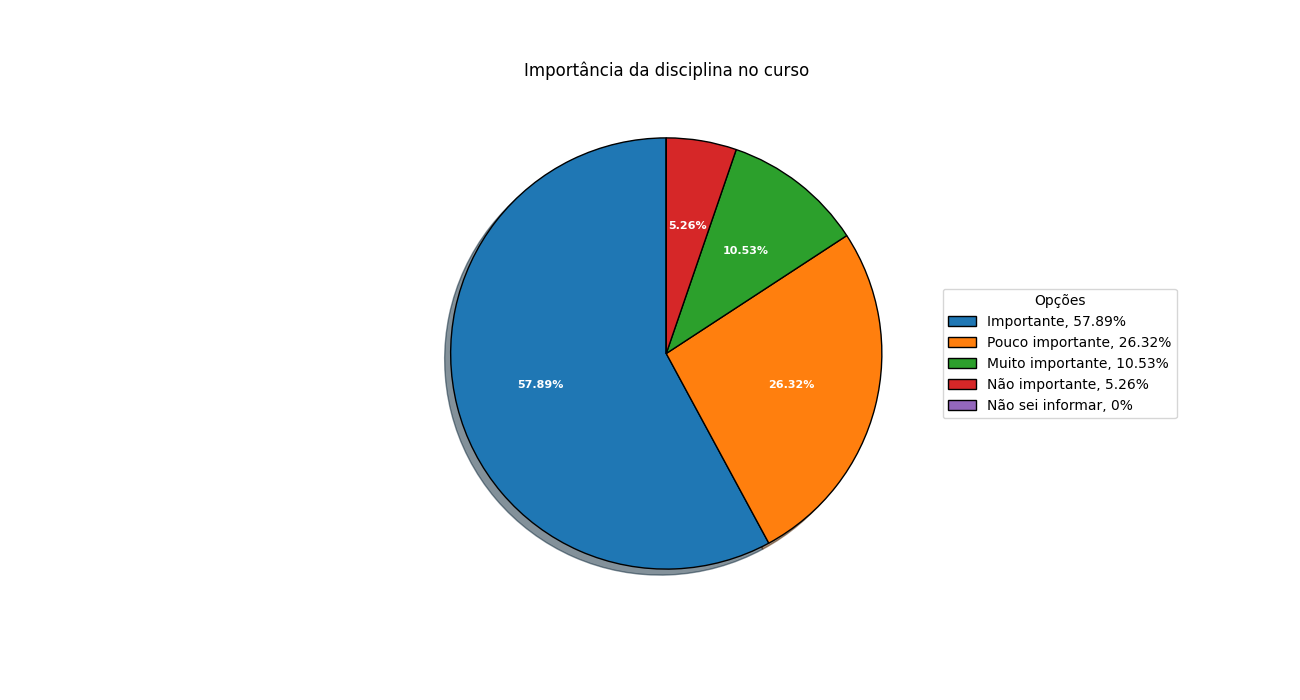 Importância da disciplina no curso
5.26%
10.53%
57.89%
26.32%
Opções
Importante, 57.89%
Pouco importante, 26.32%
Muito importante, 10.53%
Não importante, 5.26%
Não sei informar, 0%